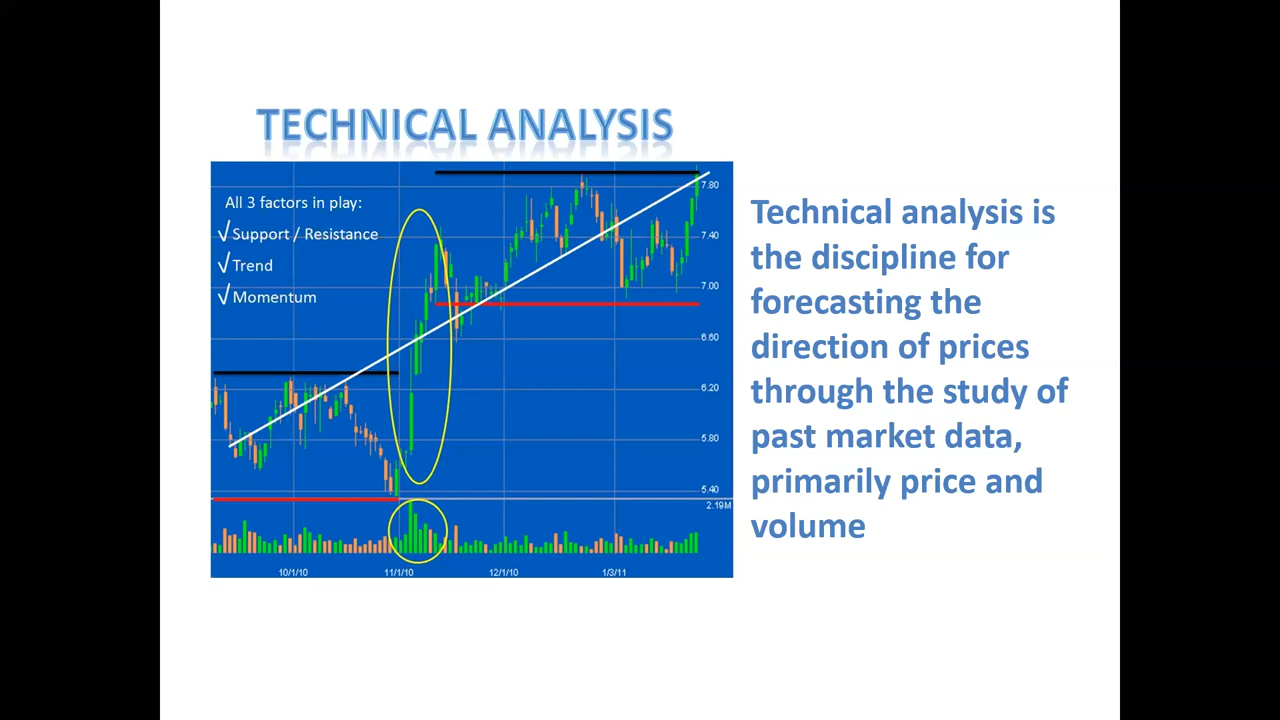 TECHNICAL ANALYSIS
All 3 factors in play:
√ Support / Resistance
√ Trend
√ Momentum
7.80
7.40
7.00
6.60
6.20
5.80
5.40
2.19M
10/1/10
11/1/10
12/1/10
1/3/11
Technical analysis is
the discipline for
forecasting the
direction of prices
through the study of
past market data,
primarily price and
volume